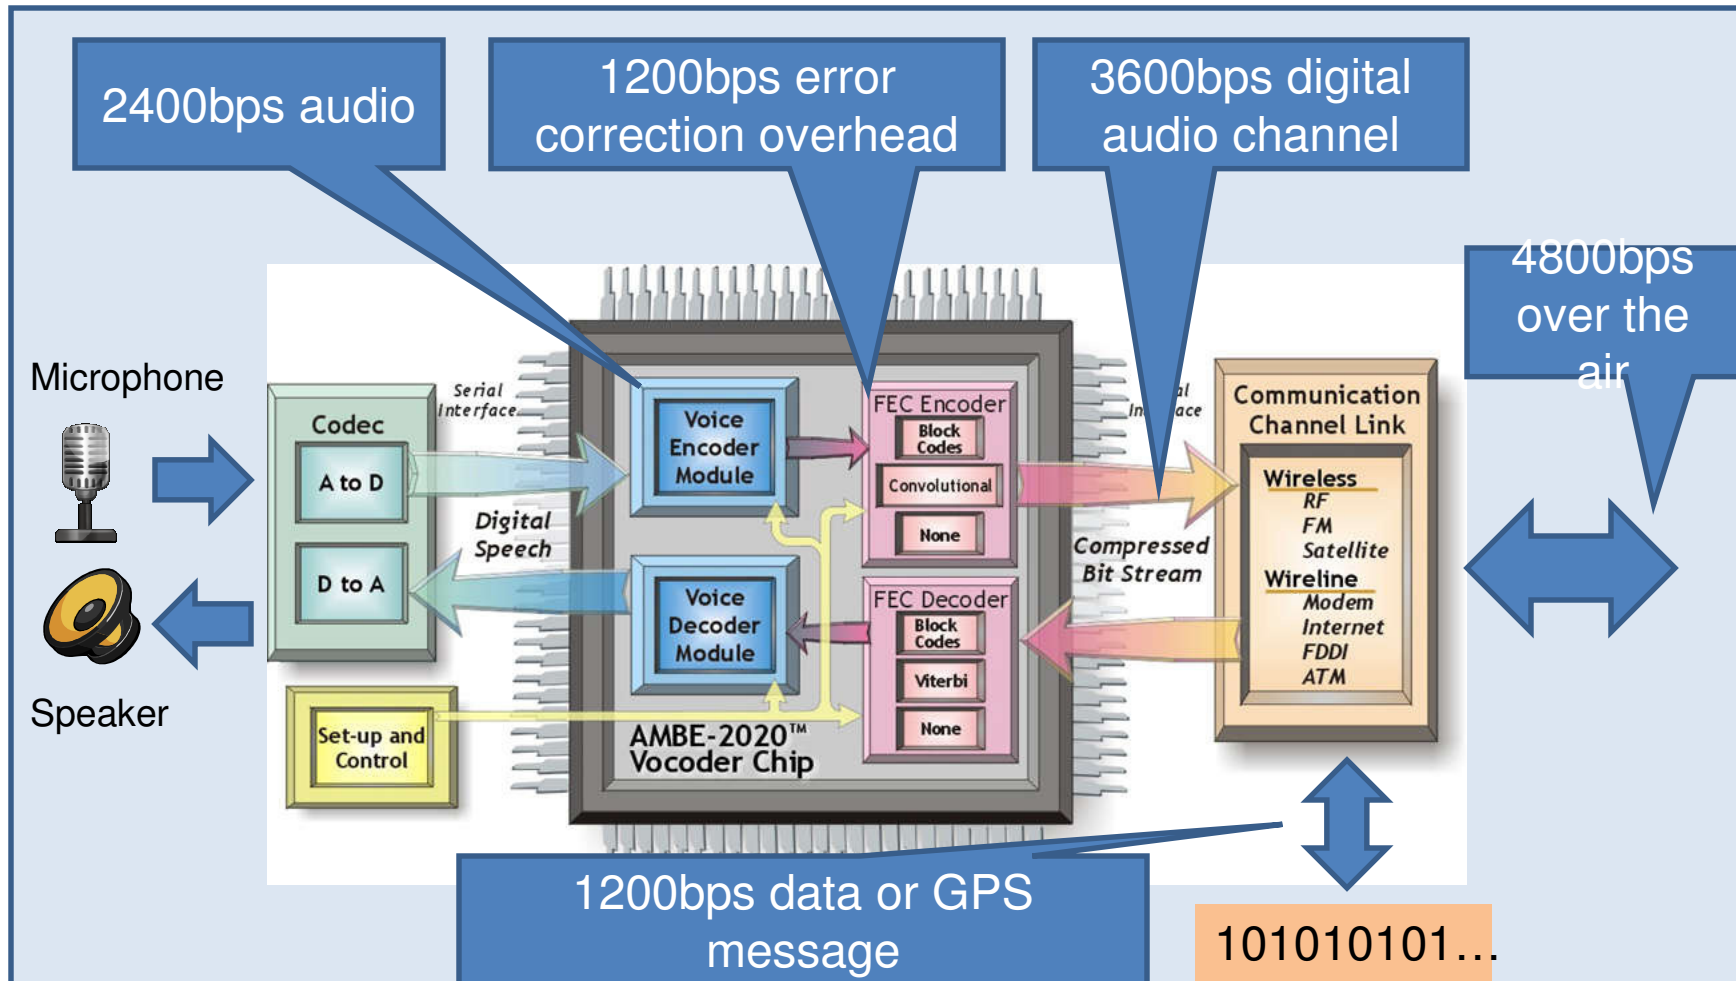 2400bps audio
1200bps error
correction overhead
3600bps digital
audio channel
4800bps
over the
air
Microphone
Speaker
Codec
A to D
D to A
Set-up and
Control
Serial
Interface
Digital
Speech
Voice
Encoder
Module
Voice
Decoder
Module
AMBE-2020™
Vocoder Chip
FEC Encoder
Block
Codes
Convolutional
None
FEC Decoder
Block
Codes
Viterbi
None
Compressed
Bit Stream
Communication
Channel Link
Wireless
RF
FM
Satellite
Wireline
Modem
Internet
FDDI
ATM
1200bps data or GPS
message
101010101...